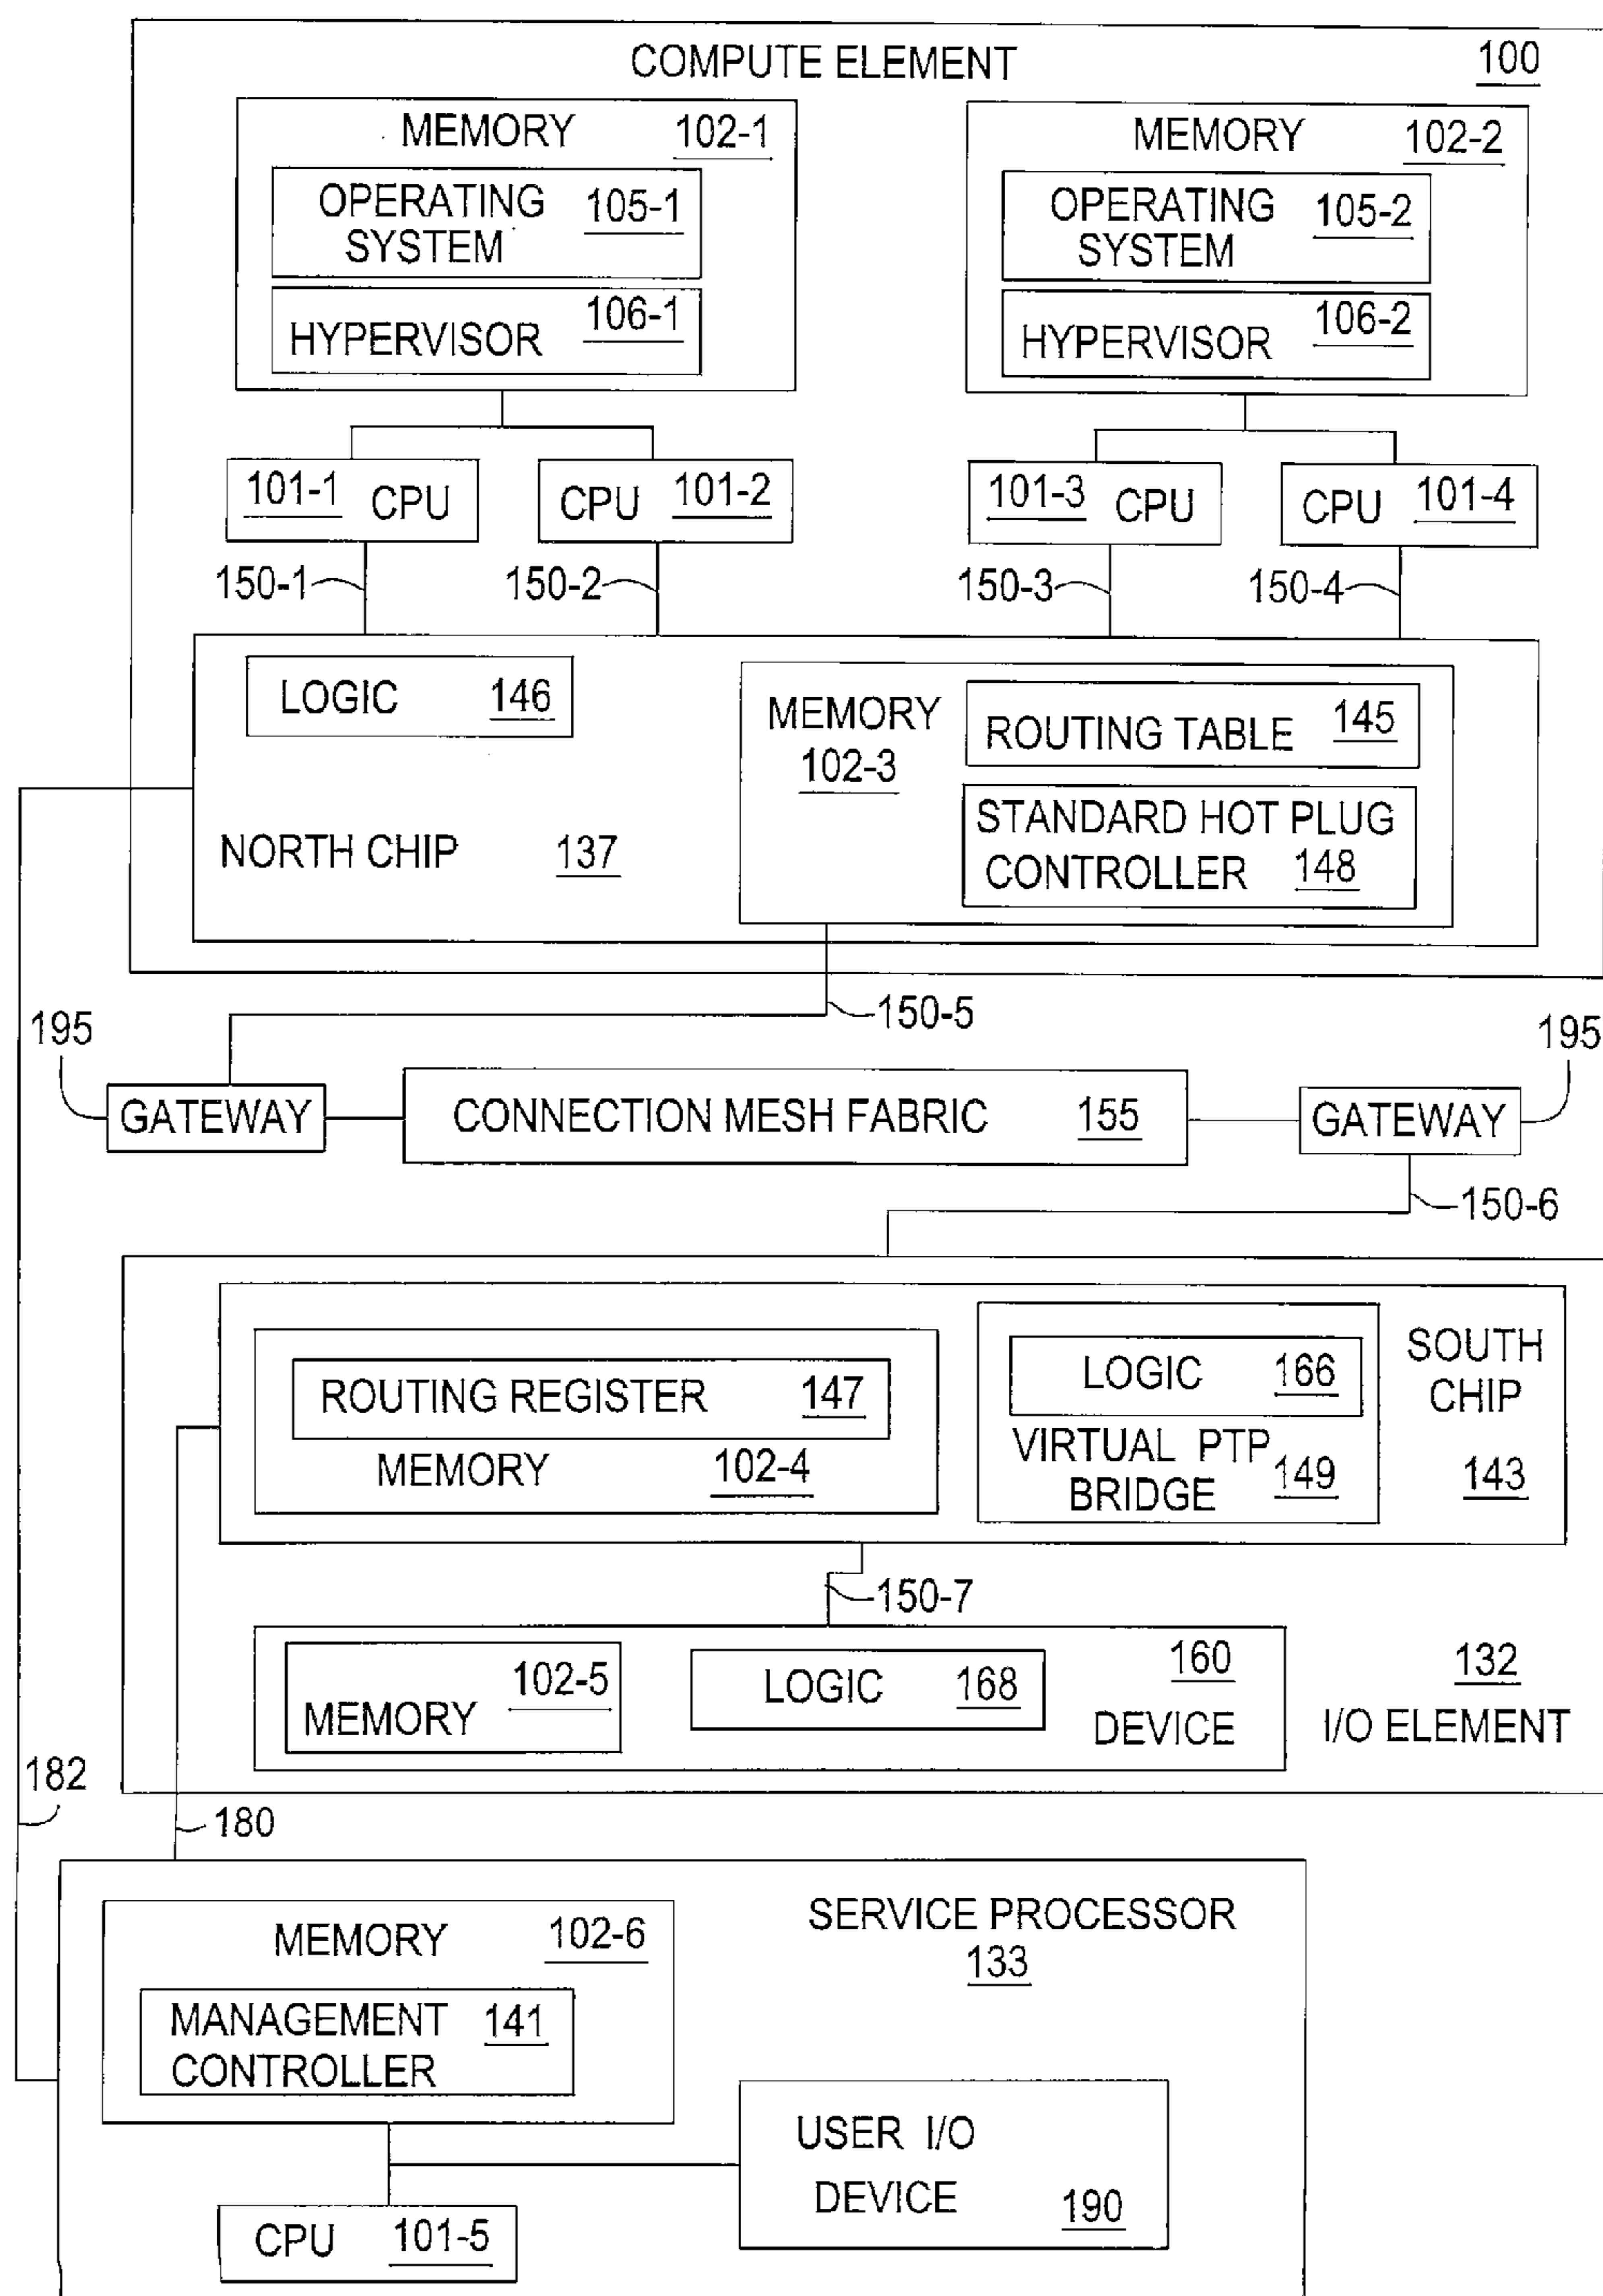 COMPUTE ELEMENT 100
MEMORY 102-1
OPERATING SYSTEM 105-1
HYPERVISOR 106-1
MEMORY 102-2
OPERATING SYSTEM 105-2
HYPERVISOR 106-2
101-1 CPU
CPU 101-2
101-3 CPU
CPU 101-4
150-1
150-2
150-3
150-4
LOGIC 146
NORTH CHIP 137
MEMORY
102-3
ROUTING TABLE 145
STANDARD HOT PLUG
CONTROLLER 148
150-5
195
GATEWAY
CONNECTION MESH FABRIC 155
GATEWAY
195
150-6
ROUTING REGISTER 147
MEMORY 102-4
LOGIC 166
VIRTUAL PTP
BRIDGE 149
SOUTH
CHIP
143
150-7
MEMORY 102-5
LOGIC 168
160
DEVICE
132
I/O ELEMENT
182
180
MEMORY 102-6
MANAGEMENT
CONTROLLER 141
SERVICE PROCESSOR
133
USER I/O
DEVICE 190
CPU 101-5